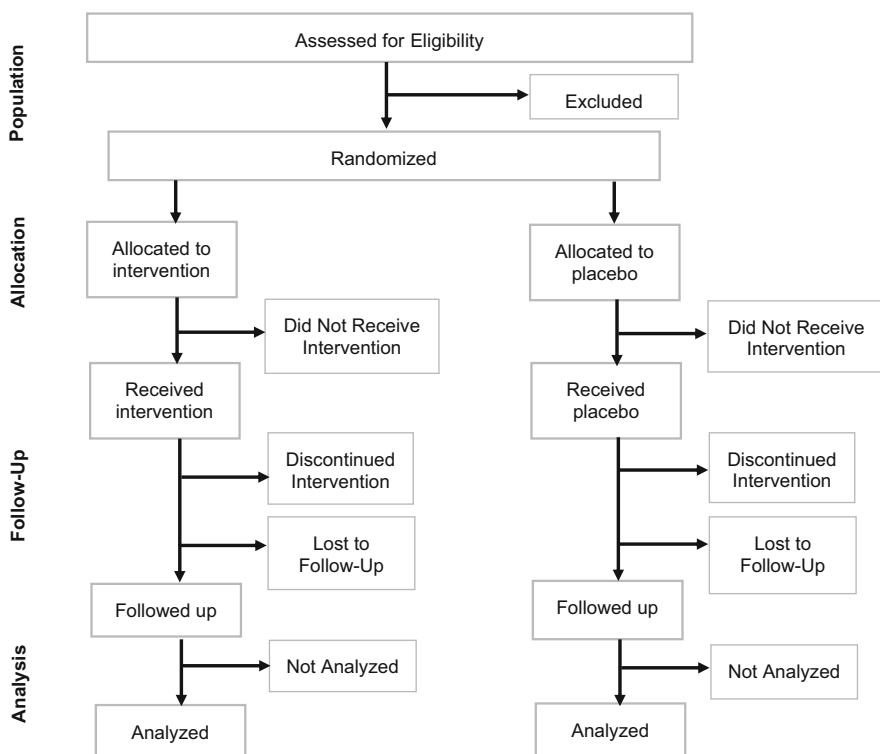 Population
Assessed for Eligibility
Excluded
Randomized
Allocation
Allocated to
intervention
Did Not Receive
Intervention
Received
intervention
Allocated to
placebo
Did Not Receive
Intervention
Received
placebo
Follow-Up
Discontinued
Intervention
Lost to
Follow-Up
Followed up
Discontinued
Intervention
Lost to
Follow-Up
Followed up
Analysis
Not Analyzed
Analyzed
Not Analyzed
Analyzed